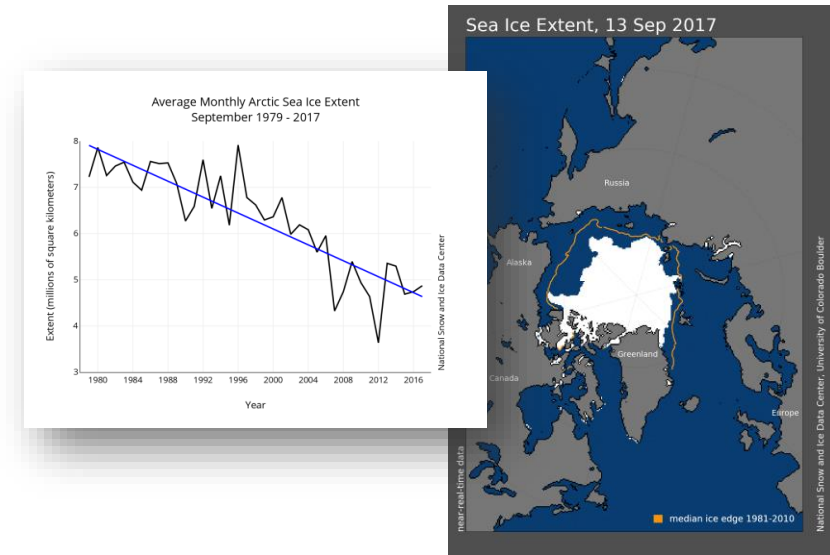 Average Monthly Arctic Sea Ice Extent
September 1979 - 2017
Extent (millions of square kilometers)
8
7
6
5
4
3
1980 1984 1988 1992 1996 2000 2004 2008 2012 2016
Year
National Snow and Ice Data Center
Sea Ice Extent, 13 Sep 2017
Russia
Alaska
Greenland
Canada
Europe
median ice edge 1981-2010
near-real-time data
National Snow and Ice Data Center, University of Colorado Boulder